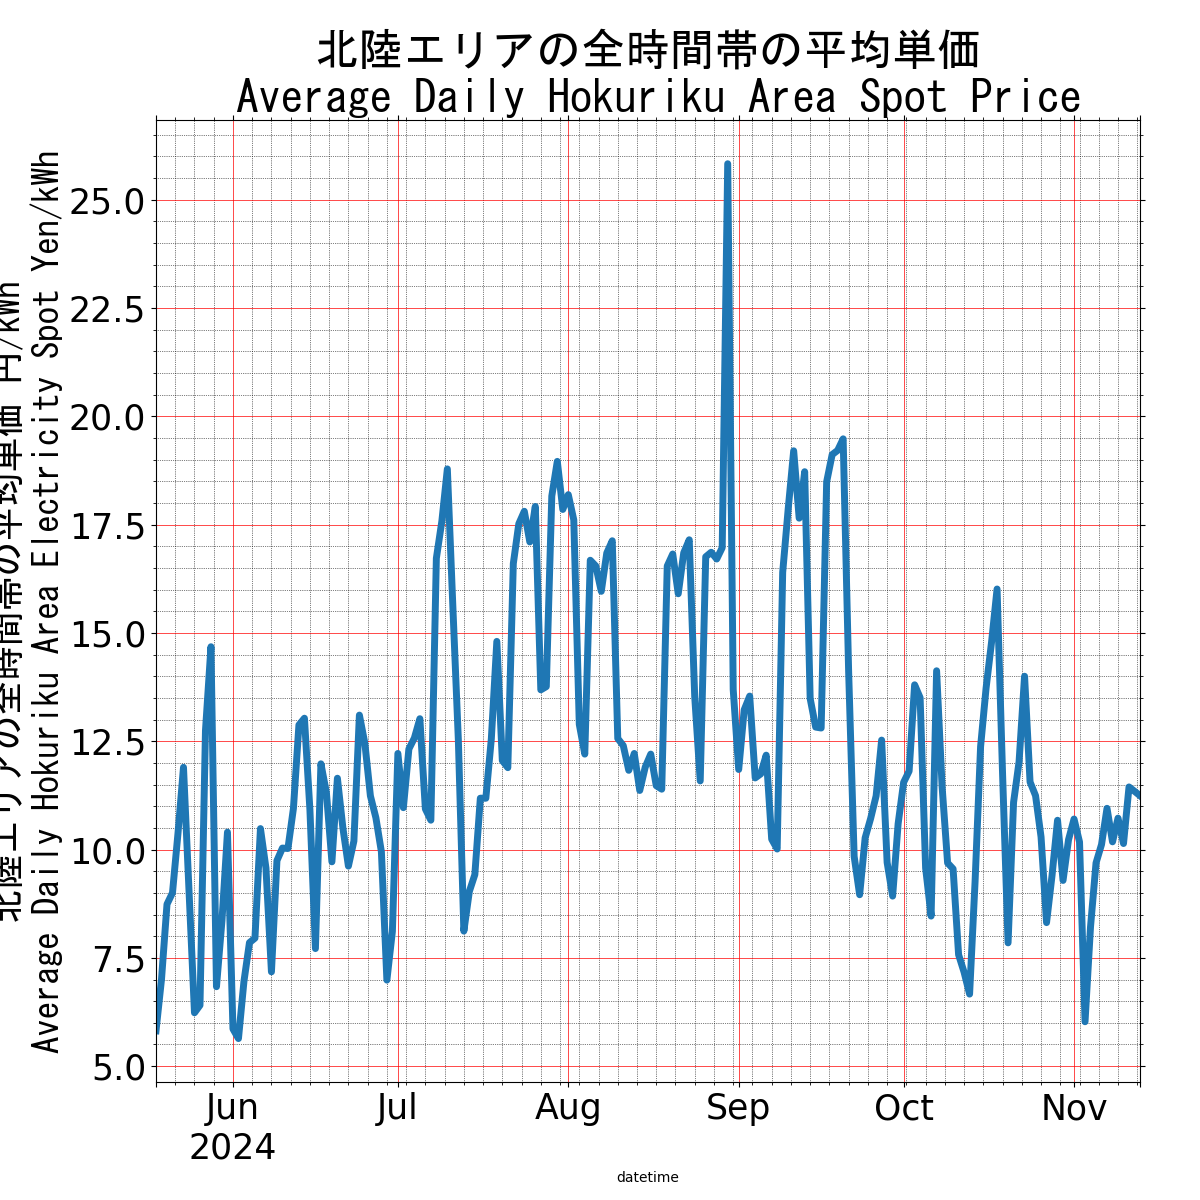 北陸エリアの全時間帯の平均単価
Average Daily Hokuriku Area Spot Price
北陸エリアの全時間帯の平均単価 円/kWh
Average Daily Hokuriku Area Electricity Spot Yen/kWh
25.0
22.5
20.0
17.5
15.0
12.5
10.0
7.5
5.0
Jun
2024
Jul
Aug
Sep
Oct
Nov
datetime